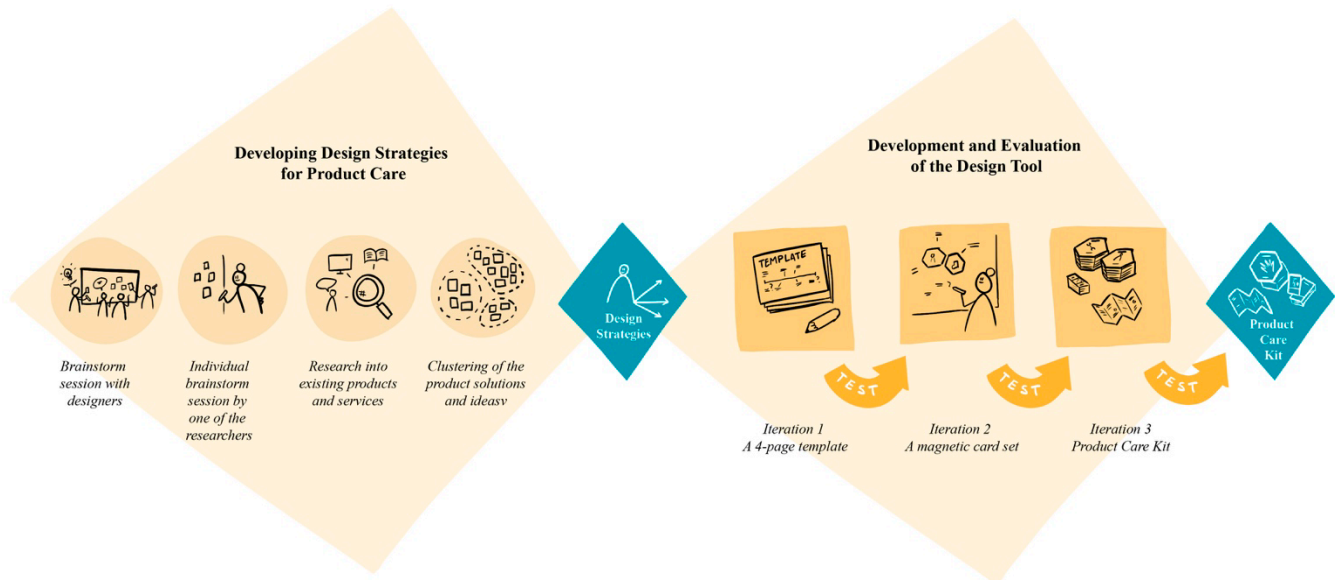 Developing Design Strategies
for Product Care
Brainstorm
session with
designers
Individual
brainstorm
session by
one of the
researchers
Research into
existing products
and services
Clustering of the
product solutions
and ideasv
Design
Strategies
Development and Evaluation
of the Design Tool
TEMPLATE
TEST
TEST
TEST
Iteration 1
A 4-page template
Iteration 2
A magnetic card set
Iteration 3
Product Care Kit
Product
Care
Kit